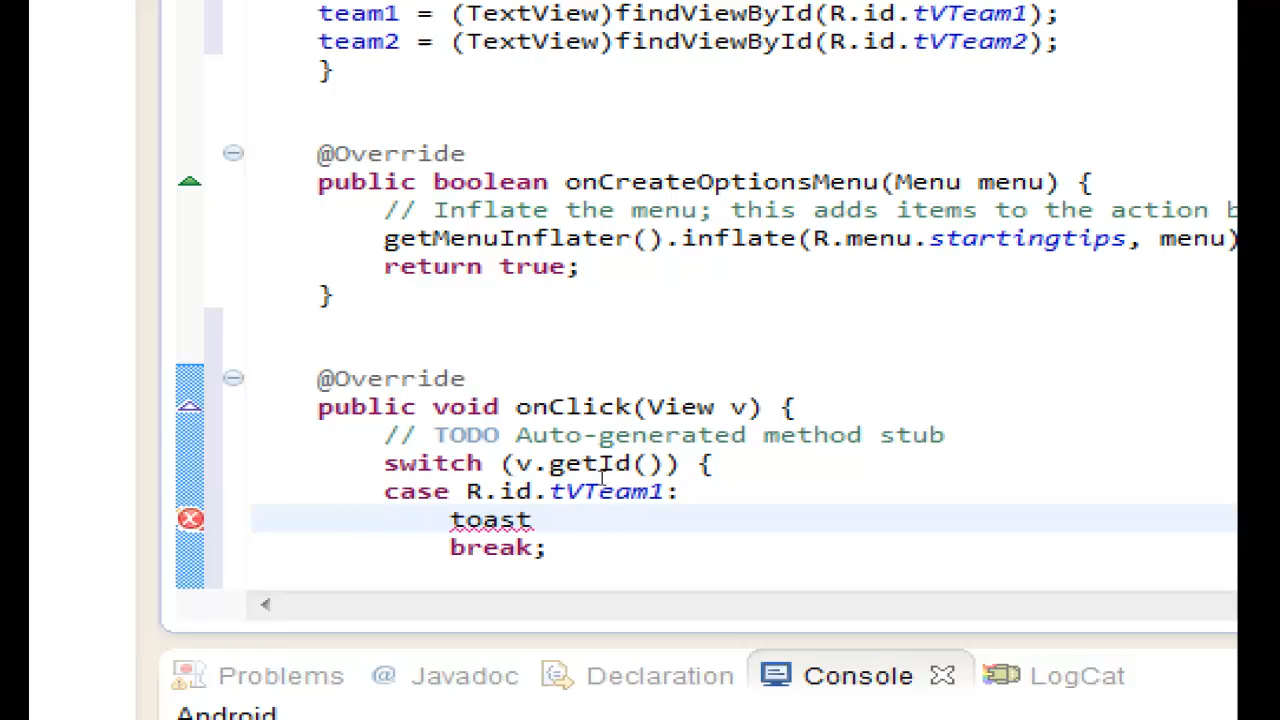 team1 = (TextView)findViewById(R.id.tVTeam1);
team2 = (TextView)findViewById(R.id.tVTeam2);
}
@Override
public boolean onCreateOptionsMenu(Menu menu) {
// Inflate the menu; this adds items to the action b
getMenuInflater().inflate(R.menu.startingtips, menu)
return true;
}
@Override
public void onClick(View v) {
// TODO Auto-generated method stub
switch (v.getId()) {
case R.id.tVTeam1:
toast
break;
Problems @ Javadoc Declaration Console LogCat
Android